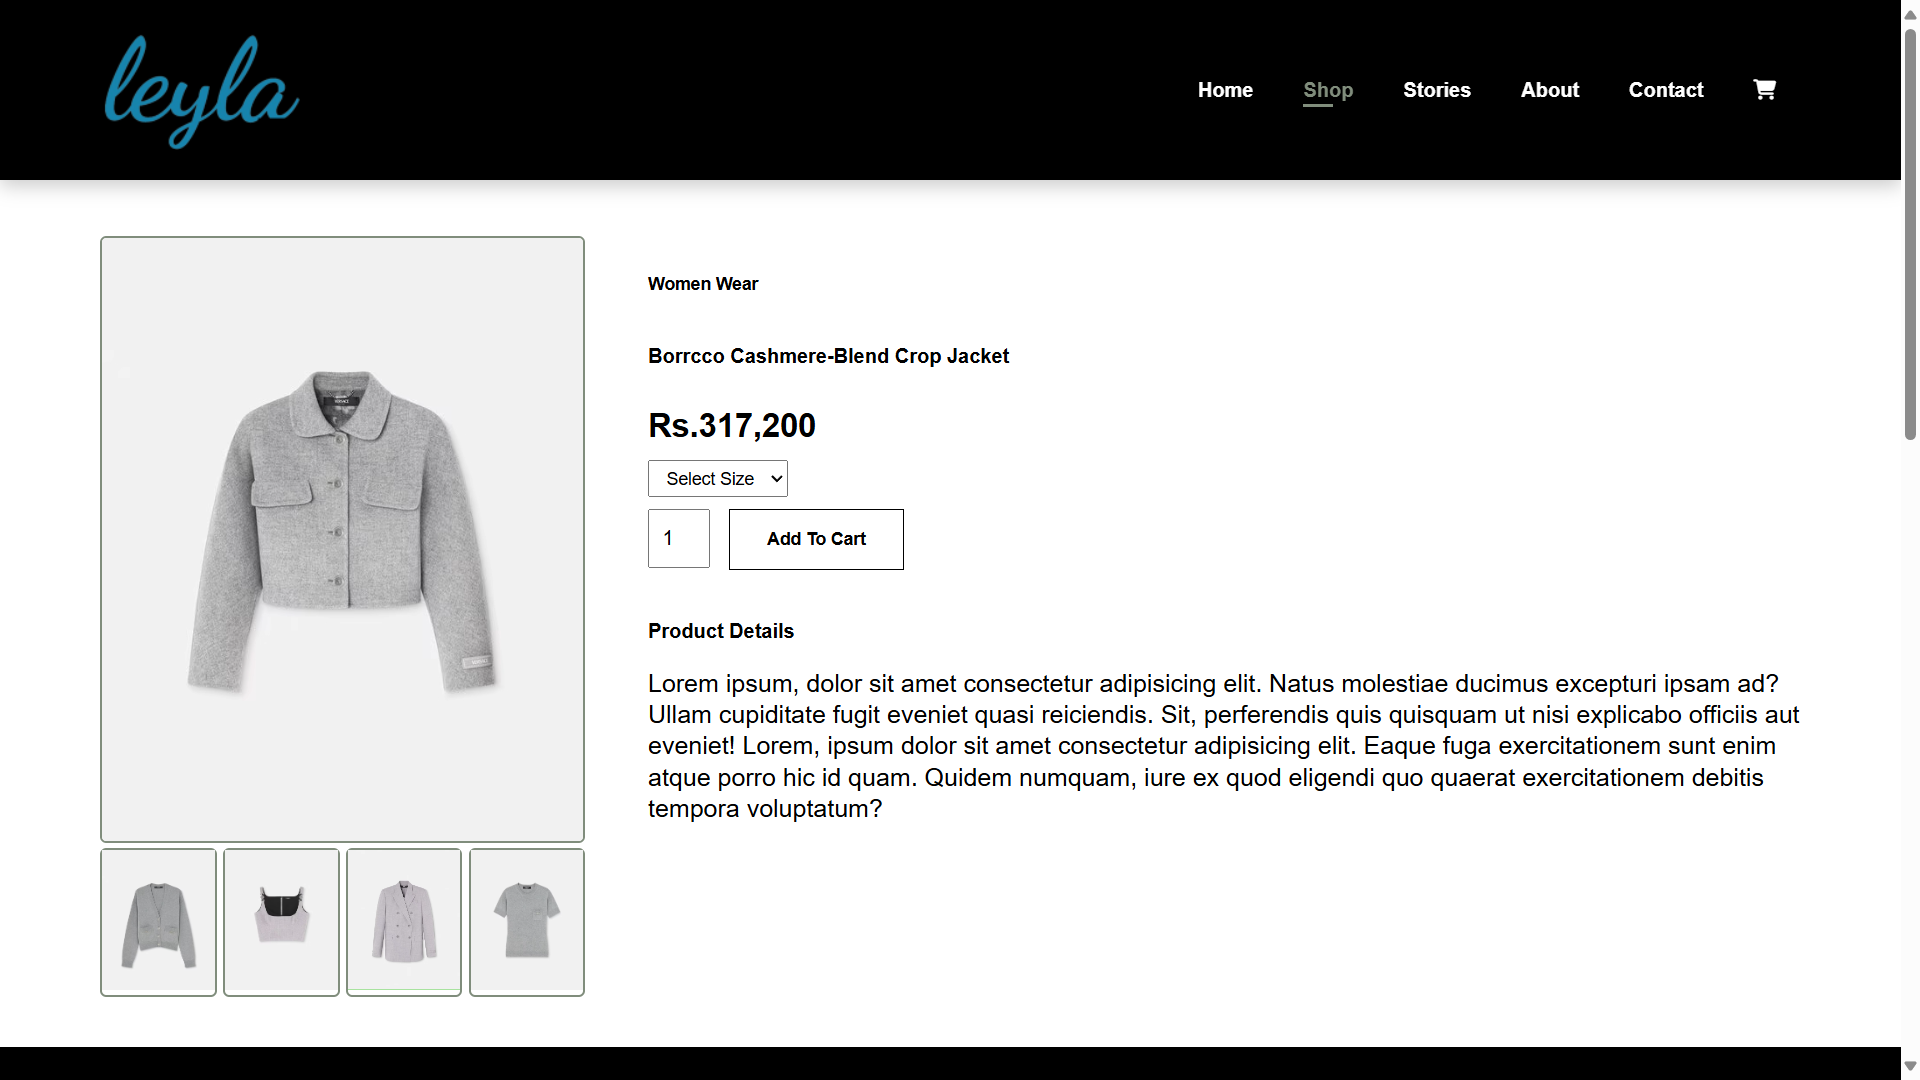 leyla
Home Shop Stories About Contact
Women Wear
Borrcco Cashmere-Blend Crop Jacket
Rs.317,200
Select Size
1
Add To Cart
Product Details
Lorem ipsum, dolor sit amet consectetur adipisicing elit. Natus molestiae ducimus excepturi ipsam ad?
Ullam cupiditate fugit eveniet quasi reiciendis. Sit, perferendis quis quisquam ut nisi explicabo officiis aut
eveniet! Lorem, ipsum dolor sit amet consectetur adipisicing elit. Eaque fuga exercitationem sunt enim
atque porro hic id quam. Quidem numquam, iure ex quod eligendi quo quaerat exercitationem debitis
tempora voluptatum?